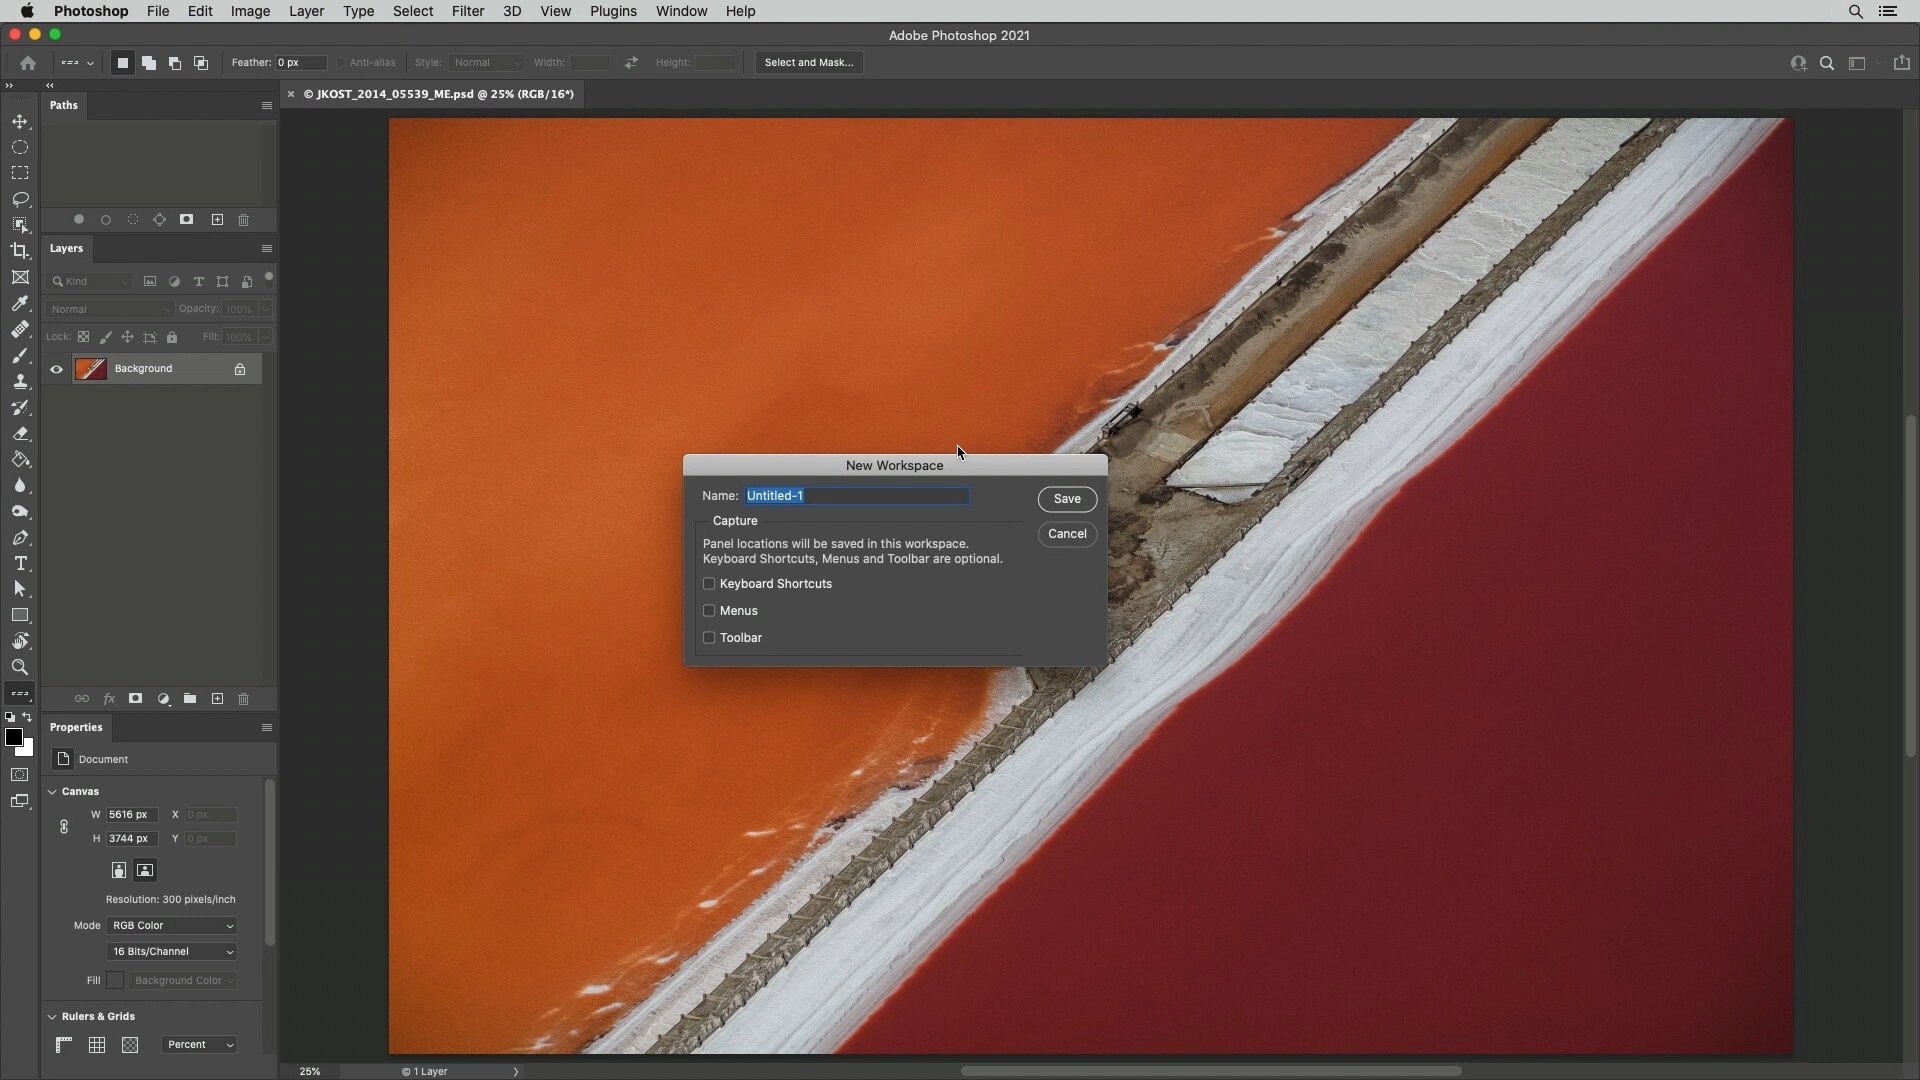 Photoshop File Edit Image Layer Type Select Filter 3D View Plugins Window Help
Adobe Photoshop 2021
Feather: 0 px Anti-alias Style: Normal Width: Height: Select and Mask...
Paths
× © JKOST_2014_05539_ME.psd @ 25% (RGB/16*)
Layers
Kind
Normal Opacity: 100%
Lock: Fill: 100%
Background
New Workspace
Name: Untitled-1
Save
Capture
Cancel
Panel locations will be saved in this workspace.
Keyboard Shortcuts, Menus and Toolbar are optional.
Keyboard Shortcuts
Menus
Toolbar
fx
Properties
Document
Canvas
W 5616 px X 0 px
H 3744 px Y 0 px
Resolution: 300 pixels/inch
Mode RGB Color
16 Bits/Channel
Fill Background Color
Rulers & Grids
Percent
25% © 1 Layer